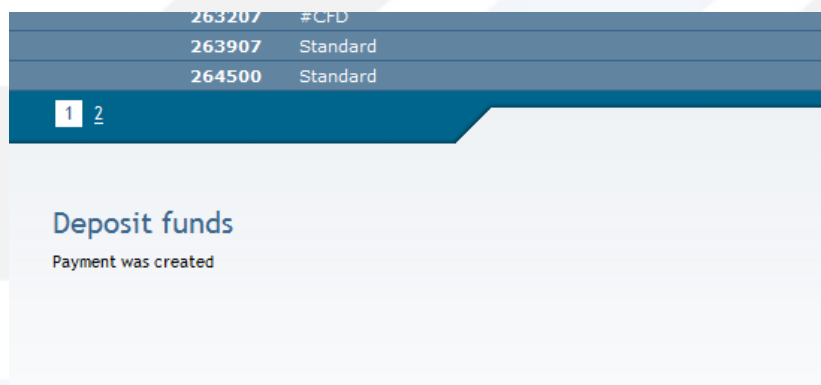 263207 #CFD
263907 Standard
264500 Standard
1 2
Deposit funds
Payment was created